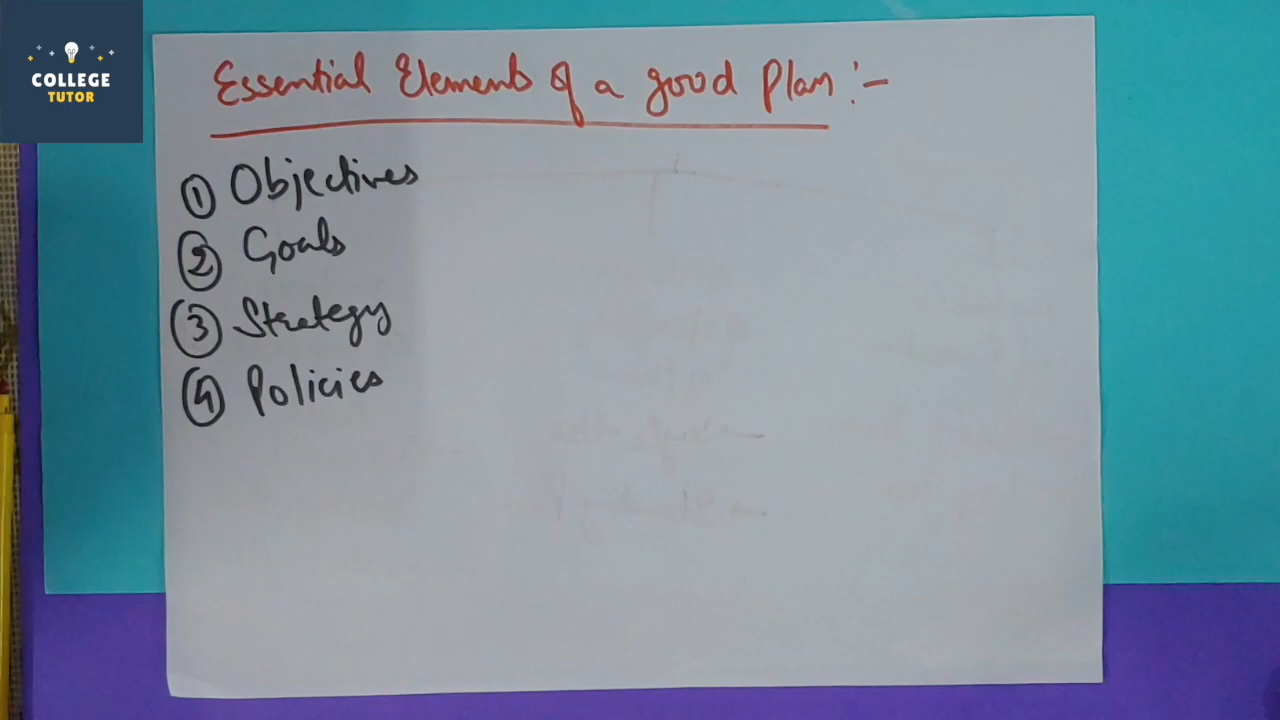 COLLEGE
TUTOR
Essential Elements of a good Plan :-
① Objectives
② Goals
③ Strategy
④ Policies